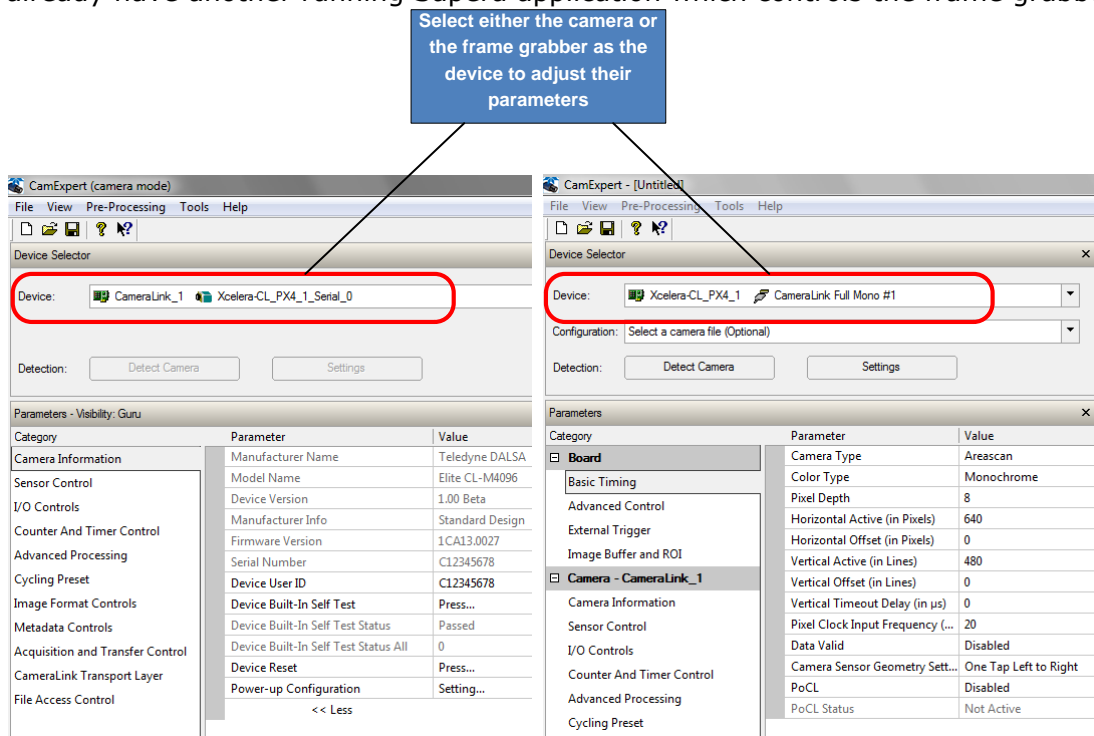 already have another running Sapera application which controls the frame grabb
Select either the camera or
the frame grabber as the
device to adjust their
parameters
CamExpert (camera mode)
File View Pre-Processing Tools Help
Device Selector
Device: CameraLink_1 Xcelera-CL_PX4_1_Serial_0
Detection: Detect Camera Settings
Parameters - Visibility: Guru
Category Parameter Value
Camera Information Manufacturer Name Teledyne DALSA
Sensor Control Model Name Elite CL-M4096
I/O Controls Device Version 1.00 Beta
Counter And Timer Control Manufacturer Info Standard Design
Advanced Processing Firmware Version 1CA13.0027
Cycling Preset Serial Number C12345678
Image Format Controls Device User ID C12345678
Metadata Controls Device Built-In Self Test Press...
Acquisition and Transfer Control Device Built-In Self Test Status Passed
CameraLink Transport Layer Device Built-In Self Test Status All 0
File Access Control Device Reset Press...
Power-up Configuration Setting...
<< Less
CamExpert - [Untitled]
File View Pre-Processing Tools Help
Device Selector
Device: Xcelera-CL_PX4_1 CameraLink Full Mono #1
Configuration: Select a camera file (Optional)
Detection: Detect Camera Settings
Parameters
Category Parameter Value
Board Camera Type Areascan
Basic Timing Color Type Monochrome
Advanced Control Pixel Depth 8
External Trigger Horizontal Active (in Pixels) 640
Image Buffer and ROI Horizontal Offset (in Pixels) 0
Camera - CameraLink_1 Vertical Active (in Lines) 480
Camera Information Vertical Offset (in Lines) 0
Sensor Control Vertical Timeout Delay (in µs) 0
I/O Controls Pixel Clock Input Frequency (... 20
Counter And Timer Control Data Valid Disabled
Advanced Processing Camera Sensor Geometry Sett... One Tap Left to Right
Cycling Preset PoCL Disabled
PoCL Status Not Active